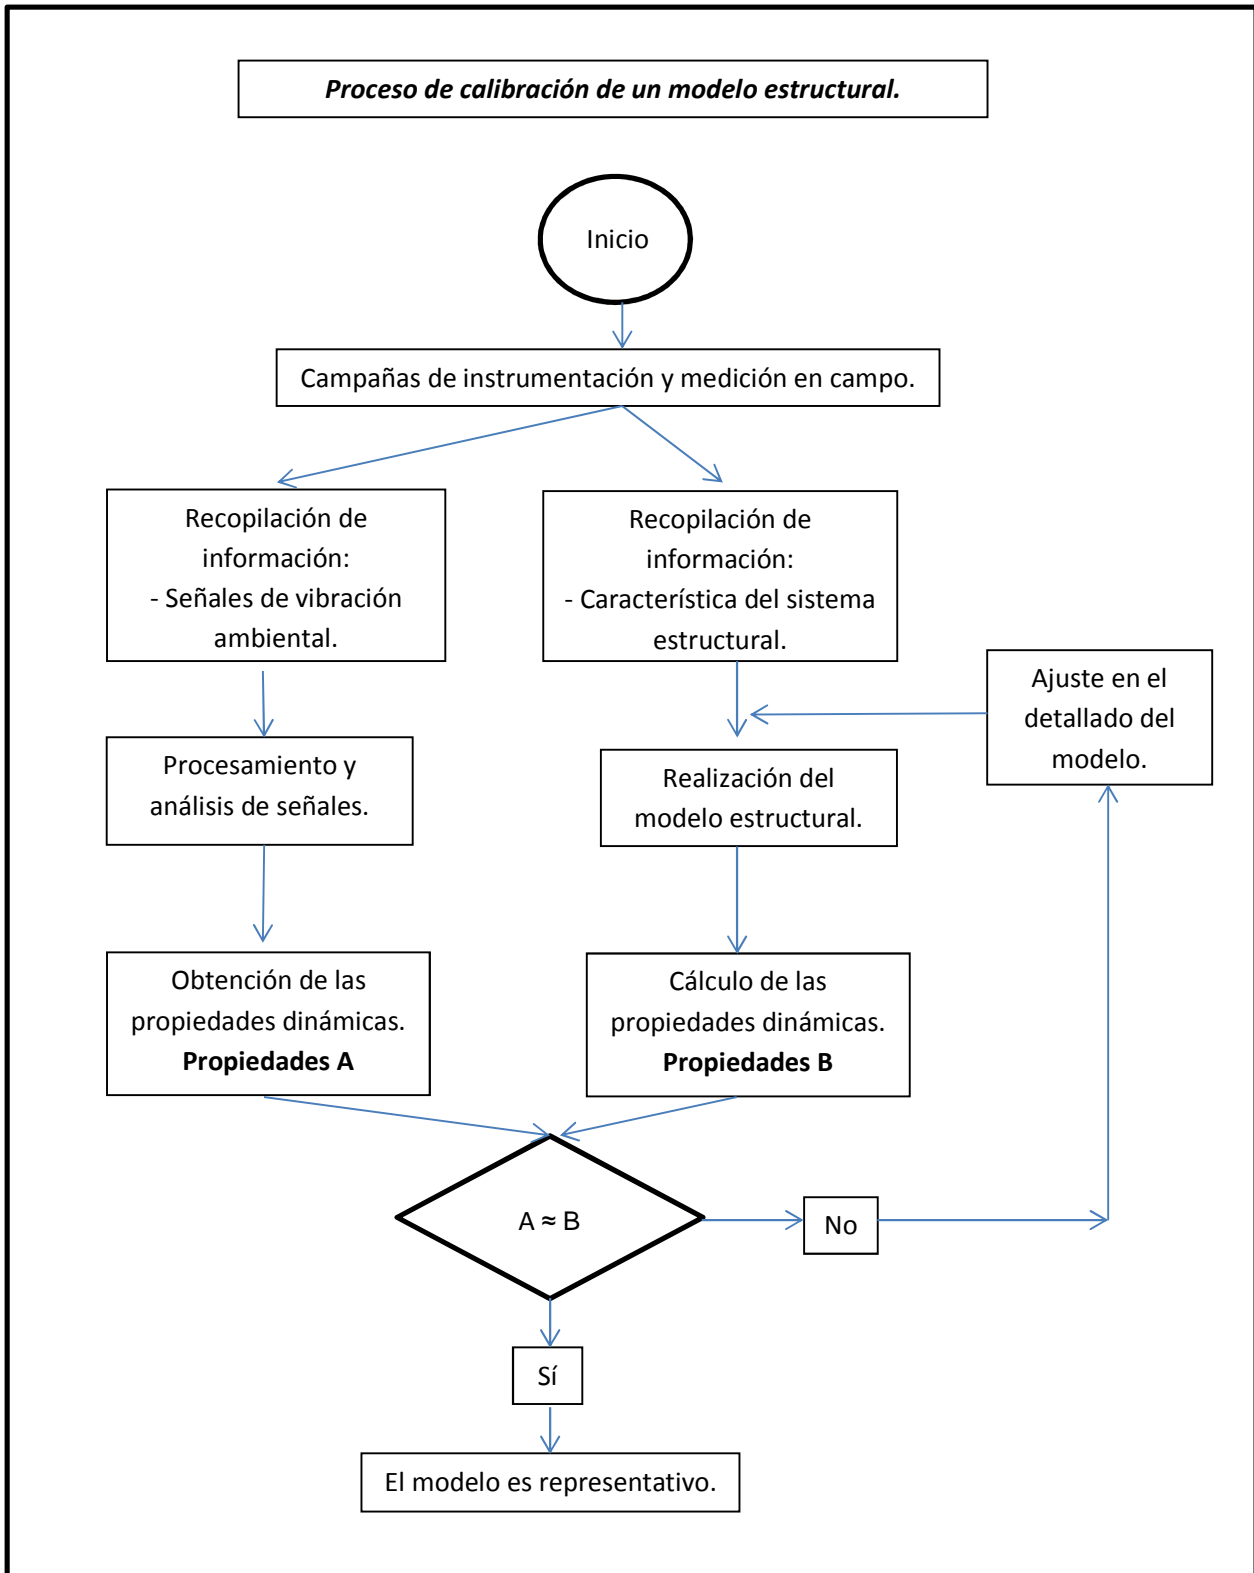 Proceso de calibración de un modelo estructural.
Inicio
Campañas de instrumentación y medición en campo.
Recopilación de
información:
- Señales de vibración
ambiental.
Recopilación de
información:
- Característica del sistema
estructural.
Ajuste en el
detallado del
modelo.
Procesamiento y
análisis de señales.
Realización del
modelo estructural.
Obtención de las
propiedades dinámicas.
Propiedades A
Cálculo de las
propiedades dinámicas.
Propiedades B
A ≈ B
No
Sí
El modelo es representativo.